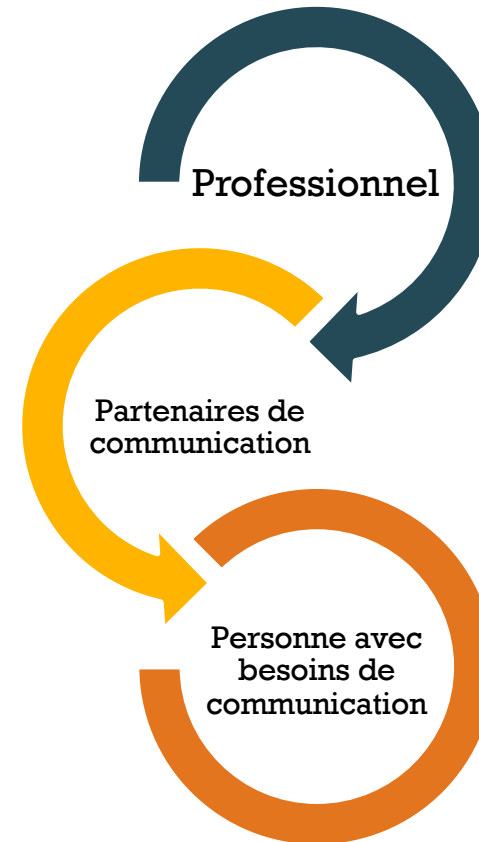 Professionnel
Partenaires de
communication
Personne avec
besoins de
communication